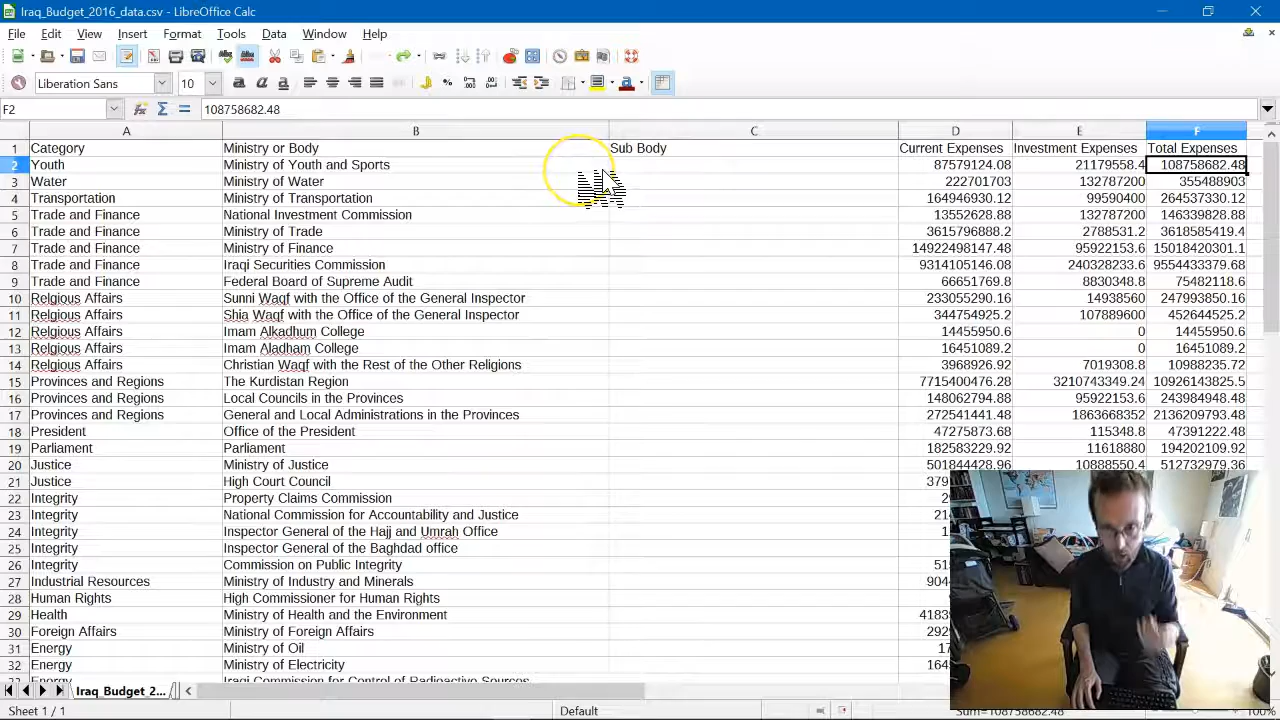 Iraq_Budget_2016_data.csv - LibreOffice Calc
File Edit View Insert Format Tools Data Window Help
Liberation Sans 10
F2 108758682.48
A B C D E F
1 Category Ministry or Body Sub Body Current Expenses Investment Expenses Total Expenses
2 Youth Ministry of Youth and Sports 87579124.08 21179558.4 108758682.48
3 Water Ministry of Water 222701703 132787200 355488903
4 Transportation Ministry of Transportation 164946930.12 99590400 264537330.12
5 Trade and Finance National Investment Commission 13552628.88 132787200 146339828.88
6 Trade and Finance Ministry of Trade 3615796888.2 2788531.2 3618585419.4
7 Trade and Finance Ministry of Finance 14922498147.48 95922153.6 15018420301.1
8 Trade and Finance Iraqi Securities Commission 9314105146.08 240328233.6 9554433379.68
9 Trade and Finance Federal Board of Supreme Audit 66651769.8 8830348.8 75482118.6
10 Relgious Affairs Sunni Waqf with the Office of the General Inspector 233055290.16 14938560 247993850.16
11 Relgious Affairs Shia Waqf with the Office of the General Inspector 344754925.2 107889600 452644525.2
12 Relgious Affairs Imam Alkadhum College 14455950.6 0 14455950.6
13 Relgious Affairs Imam Aladham College 16451089.2 0 16451089.2
14 Relgious Affairs Christian Waqf with the Rest of the Other Religions 3968926.92 7019308.8 10988235.72
15 Provinces and Regions The Kurdistan Region 7715400476.28 3210743349.24 10926143825.5
16 Provinces and Regions Local Councils in the Provinces 148062794.88 95922153.6 243984948.48
17 Provinces and Regions General and Local Administrations in the Provinces 272541441.48 1863668352 2136209793.48
18 President Office of the President 47275873.68 115348.8 47391222.48
19 Parliament Parliament 182583229.92 11618880 194202109.92
20 Justice Ministry of Justice 501844428.96 10888550.4 512732979.36
21 Justice High Court Council 379
22 Integrity Property Claims Commission
23 Integrity National Commission for Accountability and Justice
24 Integrity Inspector General of the Hajj and Umrah Office
25 Integrity Inspector General of the Baghdad office
26 Integrity Commission on Public Integrity
27 Industrial Resources Ministry of Industry and Minerals 904
28 Human Rights High Commissioner for Human Rights
29 Health Ministry of Health and the Environment 4183
30 Foreign Affairs Ministry of Foreign Affairs 292
31 Energy Ministry of Oil 17
32 Energy Ministry of Electricity 164
Energy Iraqi Commission for Control of Radioactive Sources
Iraq_Budget_2...
Sheet 1 / 1 Default Sum=108758682.48 100%